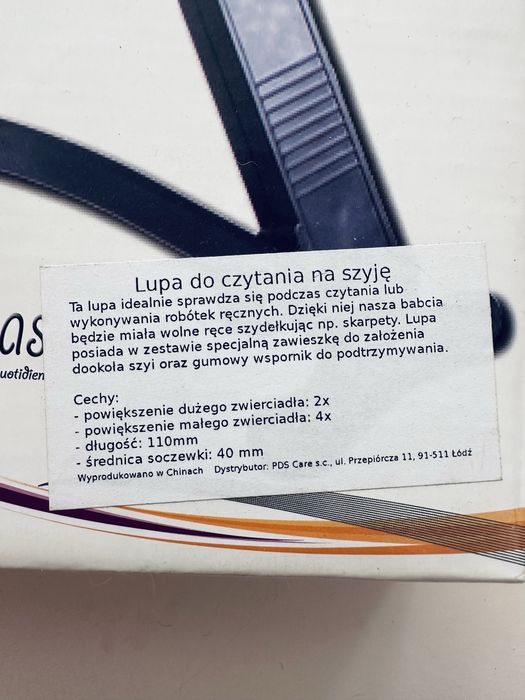 Lupa do czytania na szyję
Ta lupa idealnie sprawdza się podczas czytania lub
wykonywania robótek ręcznych. Dzięki niej nasza babcia
będzie miała wolne ręce szydełkując np. skarpety. Lupa
posiada w zestawie specjalną zawieszkę do założenia
dookoła szyi oraz gumowy wspornik do podtrzymywania.
Cechy:
- powiększenie dużego zwierciadła: 2x
- powiększenie małego zwierciadła: 4x
- długość: 110mm
- średnica soczewki: 40 mm
Wyprodukowano w Chinach Dystrybutor: PDS Care s.c., ul. Przepiórcza 11, 91-511 Łódź